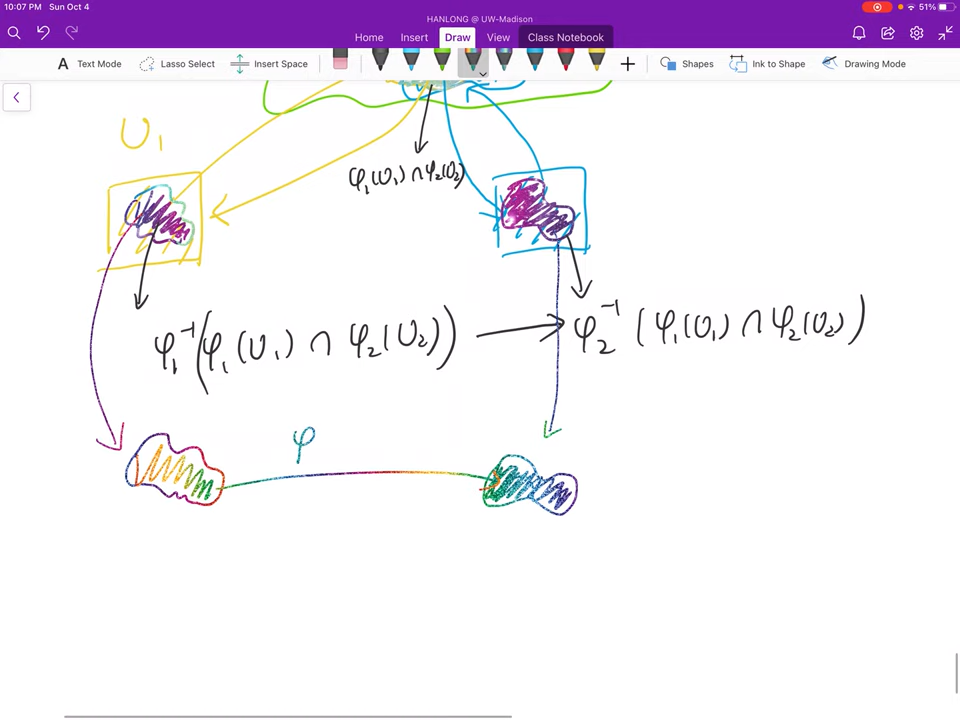 10:07 PM Sun Oct 4
51%
HANLONG @ UW-Madison
Home Insert Draw View Class Notebook
Text Mode Lasso Select Insert Space Shapes Ink to Shape Drawing Mode
U₁
φ₁(U₁) ∩ φ₂(U₂)
φ₁⁻¹(φ₁(U₁) ∩ φ₂(U₂)) → φ₂⁻¹(φ₁(U₁) ∩ φ₂(U₂))
φ